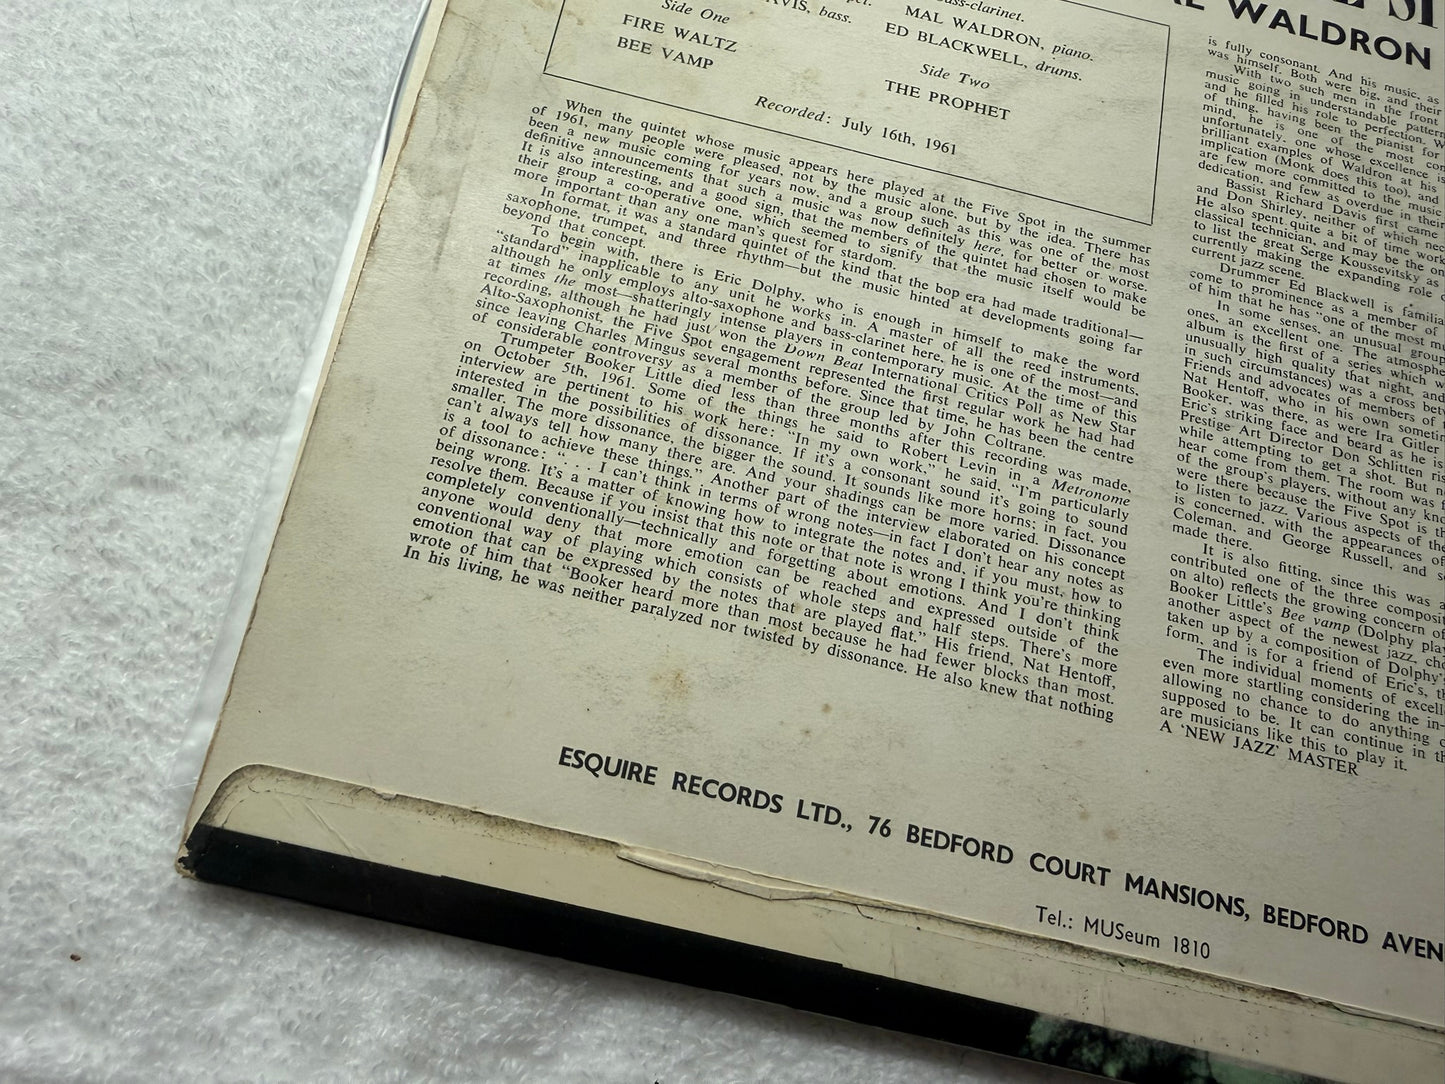 bass-clarinet.
bass.
MAL WALDRON, piano.
ED BLACKWELL, drums.
Side One
FIRE WALTZ
BEE VAMP
Side Two
THE PROPHET
Recorded: July 16th, 1961
When the quintet whose music appears here played at the Five Spot in the summer
of 1961, many people were pleased, not by the music alone, but by the idea. There has
been a new music coming for years now, and a group such as this was one of the most
definitive announcements that such a music was now definitely here, for better or worse.
It is also interesting, and a good sign, that the members of the quintet had chosen to make
their group a co-operative one, which seemed to signify that the music itself would be
more important than any one man's quest for stardom.
In format, it was a standard quintet of the kind that the bop era had made traditional—
saxophone, trumpet, and three rhythm—but the music hinted at developments going far
beyond that concept.
To begin with, there is Eric Dolphy, who is enough in himself to make the word
"standard" inapplicable to any unit he works in. A master of all the reed instruments,
although he only employs alto-saxophone and bass-clarinet here, he is one of the most—and
at times the most—shatteringly intense players in contemporary music. At the time of this
recording, although he had just won the Down Beat International Critics Poll as New Star
Alto-Saxophonist, the Five Spot engagement represented the first regular work he had had
since leaving Charles Mingus several months before. Since that time, he has been the centre
of considerable controversy as a member of the group led by John Coltrane.
Trumpeter Booker Little died less than three months after this recording was made,
on October 5th, 1961. Some of the things he said to Robert Levin in a Metronome
interview are pertinent to his work here: "In my own work," he said, "I'm particularly
interested in the possibilities of dissonance. If it's a consonant sound it's going to sound
smaller. The more dissonance, the bigger the sound. It sounds like more horns; in fact, you
can't always tell how many there are. And your shadings can be more varied. Dissonance
is a tool to achieve these things." Another part of the interview elaborated on his concept
of dissonance: ". . . I can't think in terms of wrong notes—in fact I don't hear any notes as
being wrong. It's a matter of knowing how to integrate the notes and, if you must, how to
resolve them. Because if you insist that this note or that note is wrong I think you're thinking
completely conventionally—technically and forgetting about emotions. And I don't think
anyone would deny that more emotion can be reached and expressed outside of the
conventional way of playing which consists of whole steps and half steps. There's more
emotion that can be expressed by the notes that are played flat." His friend, Nat Hentoff,
wrote of him that "Booker heard more than most because he had fewer blocks than most.
In his living, he was neither paralyzed nor twisted by dissonance. He also knew that nothing
WALDRON
is fully consonant. And his music, as
was himself. Both were big, and their
With two such men in the front
music going in understandable pattern
and he filled his role to perfection. W
of thing, having been the pianist for
mind, he is one of the most con
unfortunately, one whose excellence is
brilliant examples of Waldron at his
implication (Monk does this too), and
are few more committed to the music
dedication, and few as overdue in their
Bassist Richard Davis first came
and Don Shirley, neither of which nec
He also spent quite a bit of time work
classical technician, and may be the on
to list the great Serge Koussevitsky as
currently making the expanding role o
current jazz scene.
Drummer Ed Blackwell is familia
come to prominence as a member of
of him that he has "one of the most mu
In some senses, an unusual group
ones, an excellent one. The atmosphe
album is the first of a series which w
unusually high quality that night, and
in such circumstances) was a cross betw
Friends and advocates of members of
Nat Hentoff, who in his own sometim
Booker, was there, as were Ira Gitler
Eric's striking face and beard as he is
Prestige Art Director Don Schlitten ris
while attempting to get a shot. But n
hear come from them. The room was f
of the group's players, without any kno
were there because the Five Spot is th
to listen to jazz. Various aspects of the
is concerned, with the appearances of
Coleman, and George Russell, and s
made there.
It is also fitting, since this was a
contributed one of the three composit
on alto) reflects the growing concern of
Booker Little's Bee vamp (Dolphy pla
another aspect of the newest jazz, cho
taken up by a composition of Dolphy's
form, and is for a friend of Eric's, th
The individual moments of excell
even more startling considering the in-
allowing no chance to do anything o
supposed to be. It can continue in th
are musicians like this to play it.
A 'NEW JAZZ' MASTER
ESQUIRE RECORDS LTD., 76 BEDFORD COURT MANSIONS, BEDFORD AVEN
Tel.: MUSeum 1810